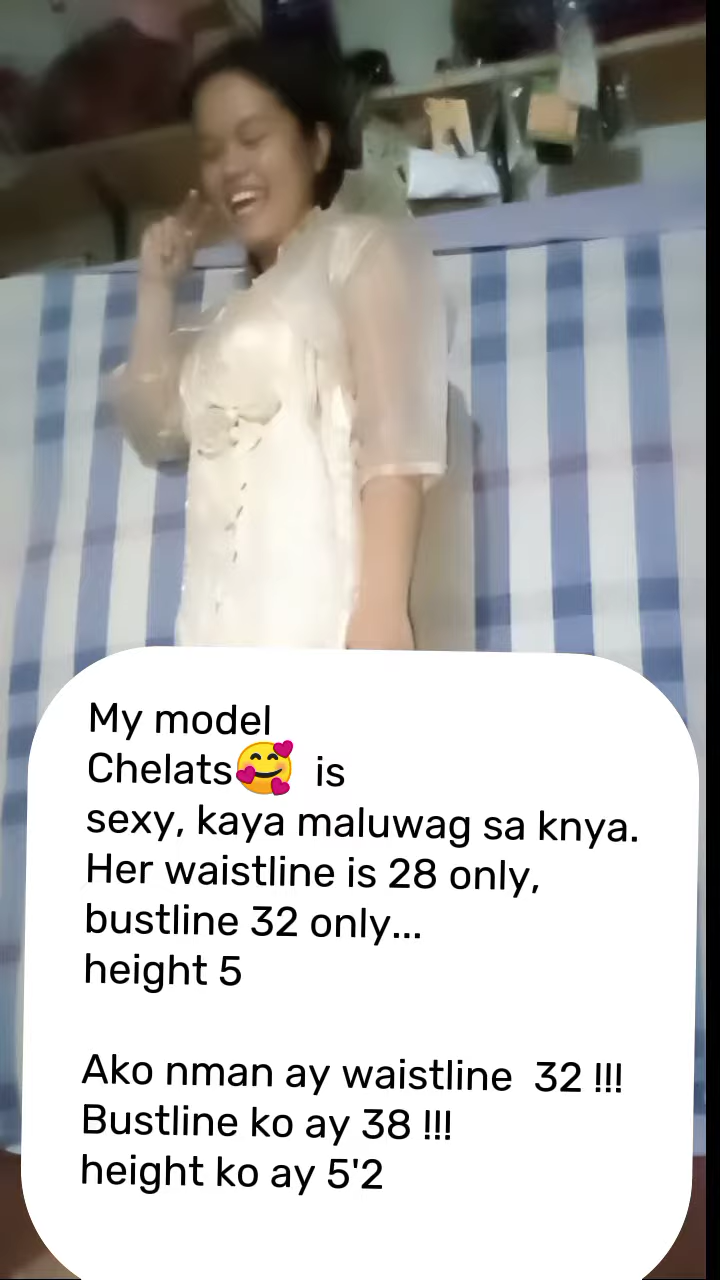 My model
Chelats🥰 is
sexy, kaya maluwag sa knya.
Her waistline is 28 only,
bustline 32 only...
height 5
Ako nman ay waistline 32 !!!
Bustline ko ay 38 !!!
height ko ay 5'2